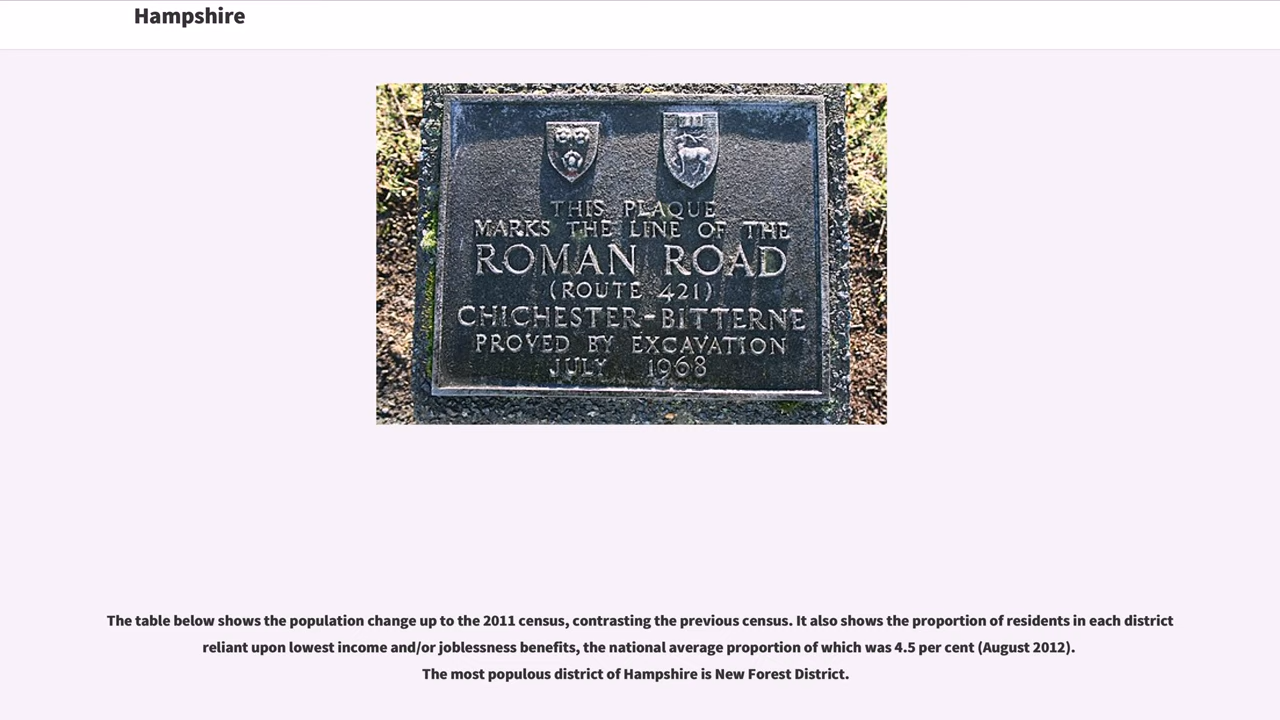 Hampshire
THIS PLAQUE
MARKS THE LINE OF THE
ROMAN ROAD
(ROUTE 421)
CHICHESTER-BITTERNE
PROVED BY EXCAVATION
JULY 1968
The table below shows the population change up to the 2011 census, contrasting the previous census. It also shows the proportion of residents in each district
reliant upon lowest income and/or joblessness benefits, the national average proportion of which was 4.5 per cent (August 2012).
The most populous district of Hampshire is New Forest District.